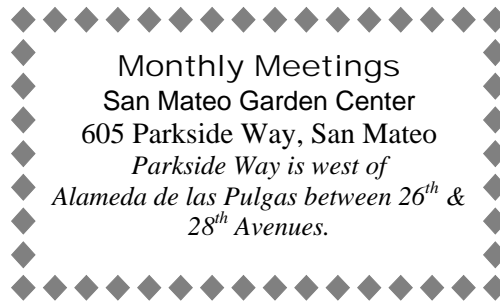 Monthly Meetings
San Mateo Garden Center
605 Parkside Way, San Mateo
Parkside Way is west of
Alameda de las Pulgas between 26th &
28th Avenues.